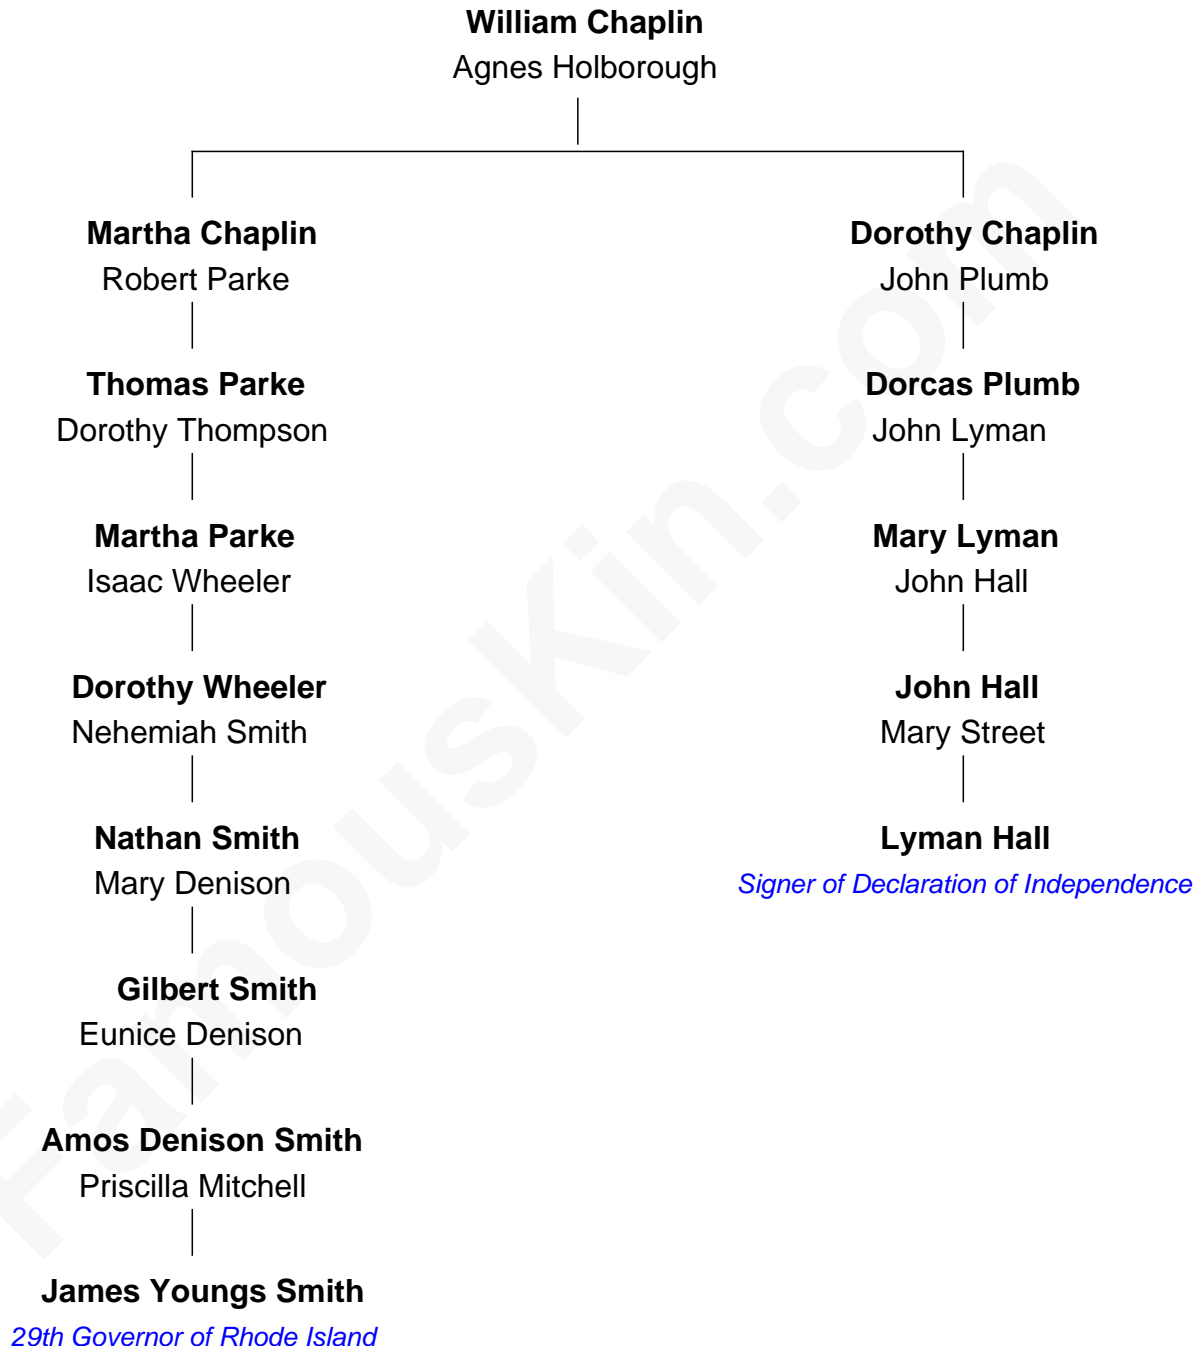 William Chaplin
Agnes Holborough
Martha Chaplin
Robert Parke
Dorothy Chaplin
John Plumb
Thomas Parke
Dorothy Thompson
Dorcas Plumb
John Lyman
Martha Parke
Isaac Wheeler
Mary Lyman
John Hall
Dorothy Wheeler
Nehemiah Smith
John Hall
Mary Street
Nathan Smith
Mary Denison
Lyman Hall
Signer of Declaration of Independence
Gilbert Smith
Eunice Denison
Amos Denison Smith
Priscilla Mitchell
James Youngs Smith
29th Governor of Rhode Island
FamousKin.com